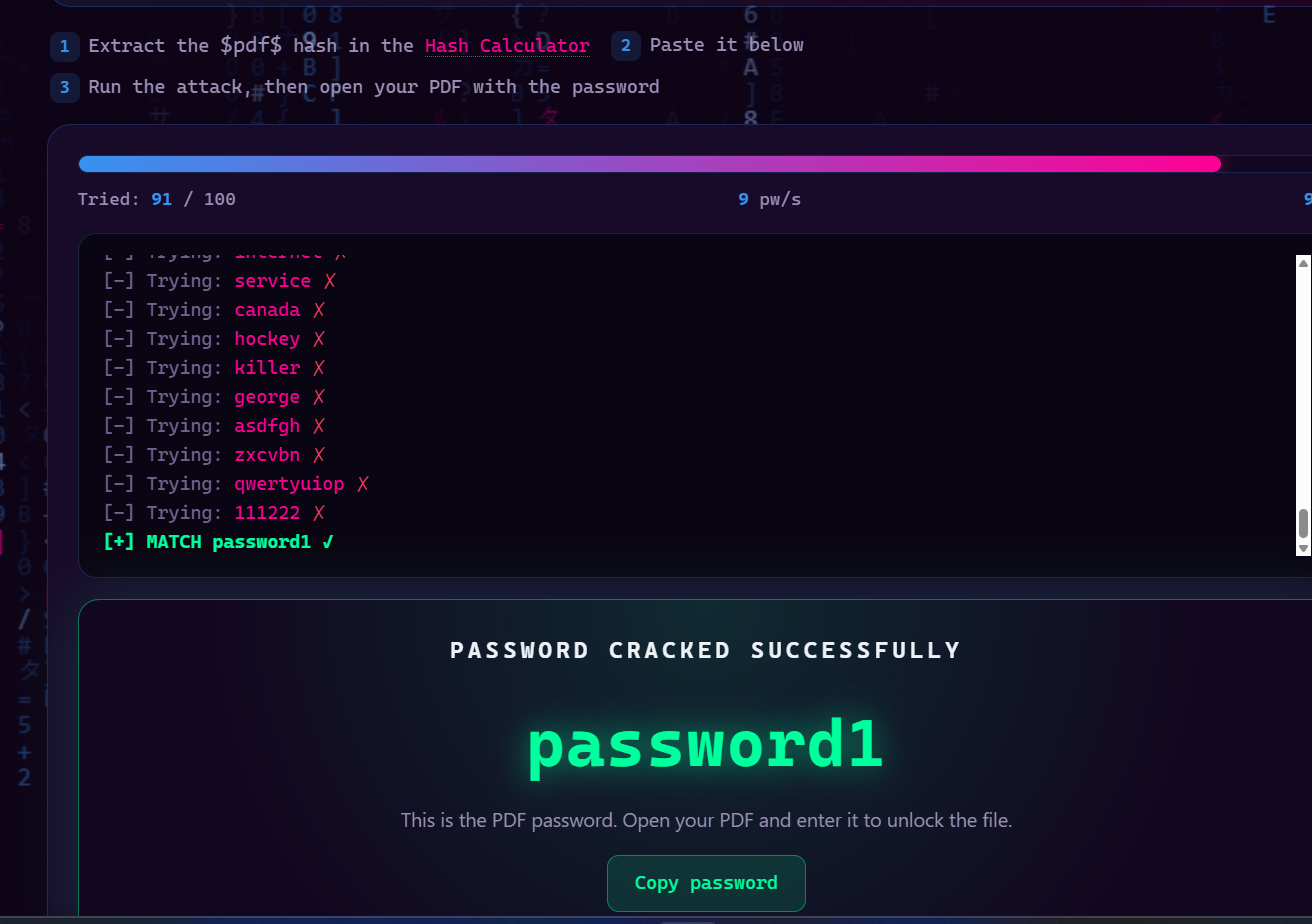 1 Extract the $pdf$ hash in the Hash Calculator 2 Paste it below
3 Run the attack, then open your PDF with the password
Tried: 91 / 100 9 pw/s 9
[-] Trying: internet ✗
[-] Trying: service ✗
[-] Trying: canada ✗
[-] Trying: hockey ✗
[-] Trying: killer ✗
[-] Trying: george ✗
[-] Trying: asdfgh ✗
[-] Trying: zxcvbn ✗
[-] Trying: qwertyuiop ✗
[-] Trying: 111222 ✗
[+] MATCH password1 ✓
PASSWORD CRACKED SUCCESSFULLY
password1
This is the PDF password. Open your PDF and enter it to unlock the file.
Copy password